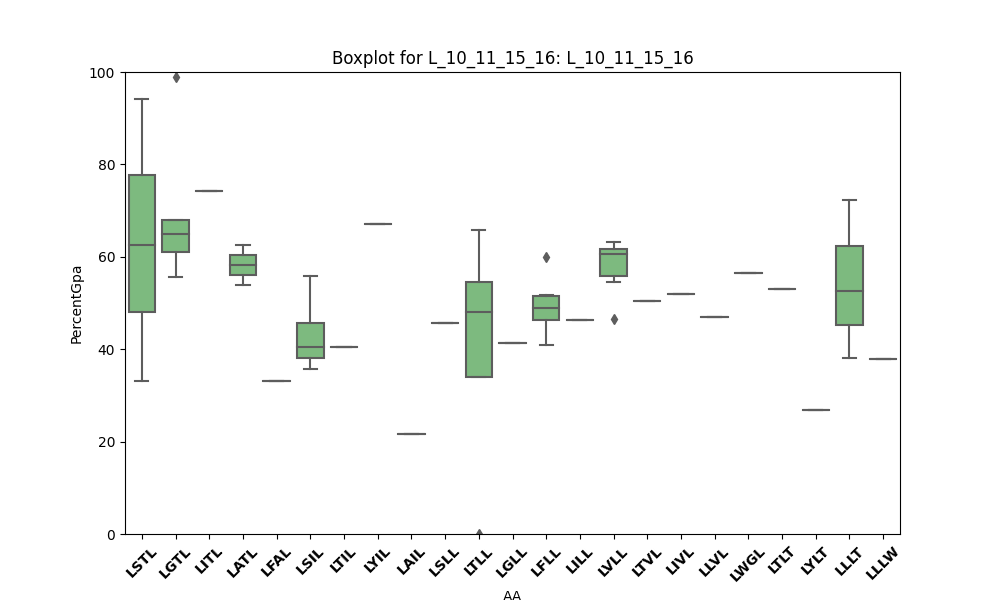 Boxplot for L_10_11_15_16: L_10_11_15_16
PercentGpa
100
80
60
40
20
0
LSTL LGTL LITL LATL LFAL LSIL LTIL LYIL LAIL LSLL LTLL LGLL LFLL LILL LVLL LTVL LIVL LLVL LWGL LTLT LYLT LLLT LLLW
AA